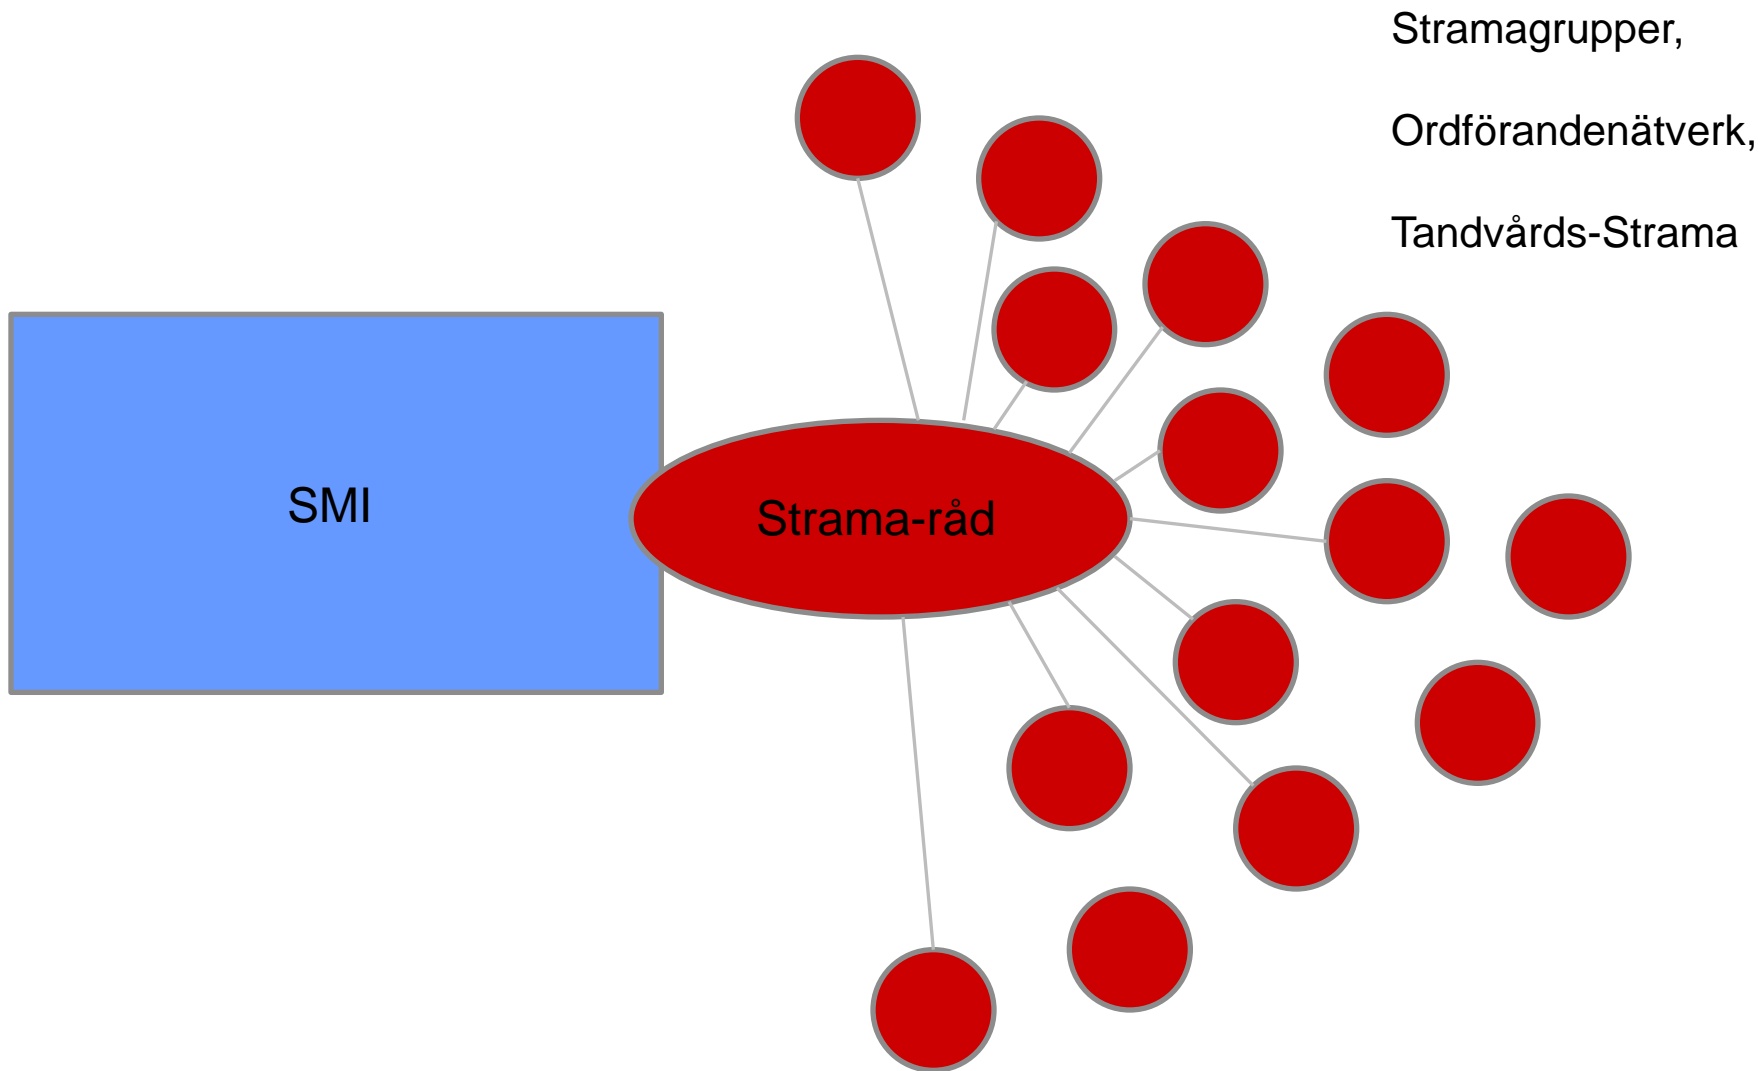 Stramagrupper,
Ordförandenätverk,
Tandvårds-Strama
SMI
Strama-råd